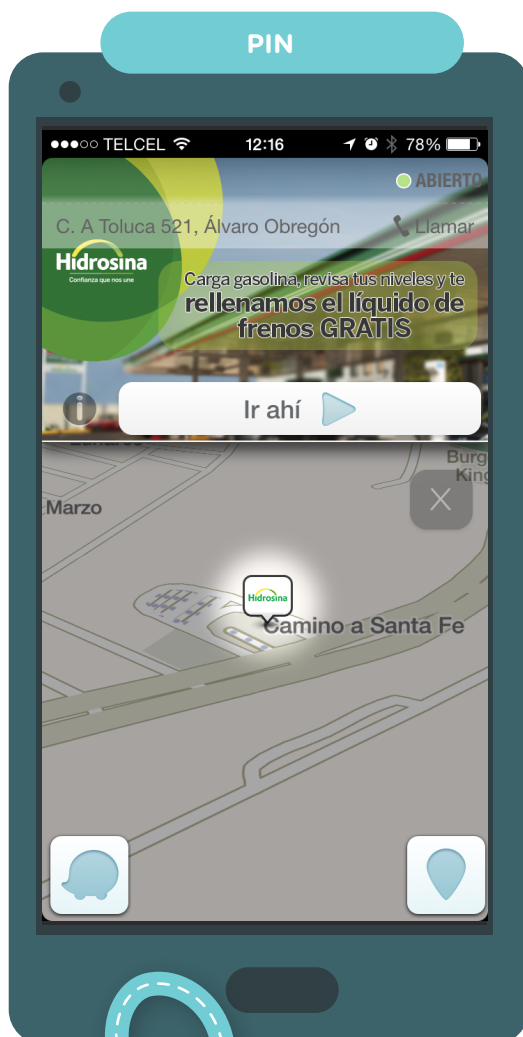 PIN
TELCEL 12:16 78%
ABIERTO
C. A Toluca 521, Álvaro Obregón Llamar
Hidrosina
Confianza que nos une
Carga gasolina, revisa tus niveles y te
rellenamos el líquido de
frenos GRATIS
i Ir ahí
Burg
King
Marzo
Hidrosina
Camino a Santa Fe